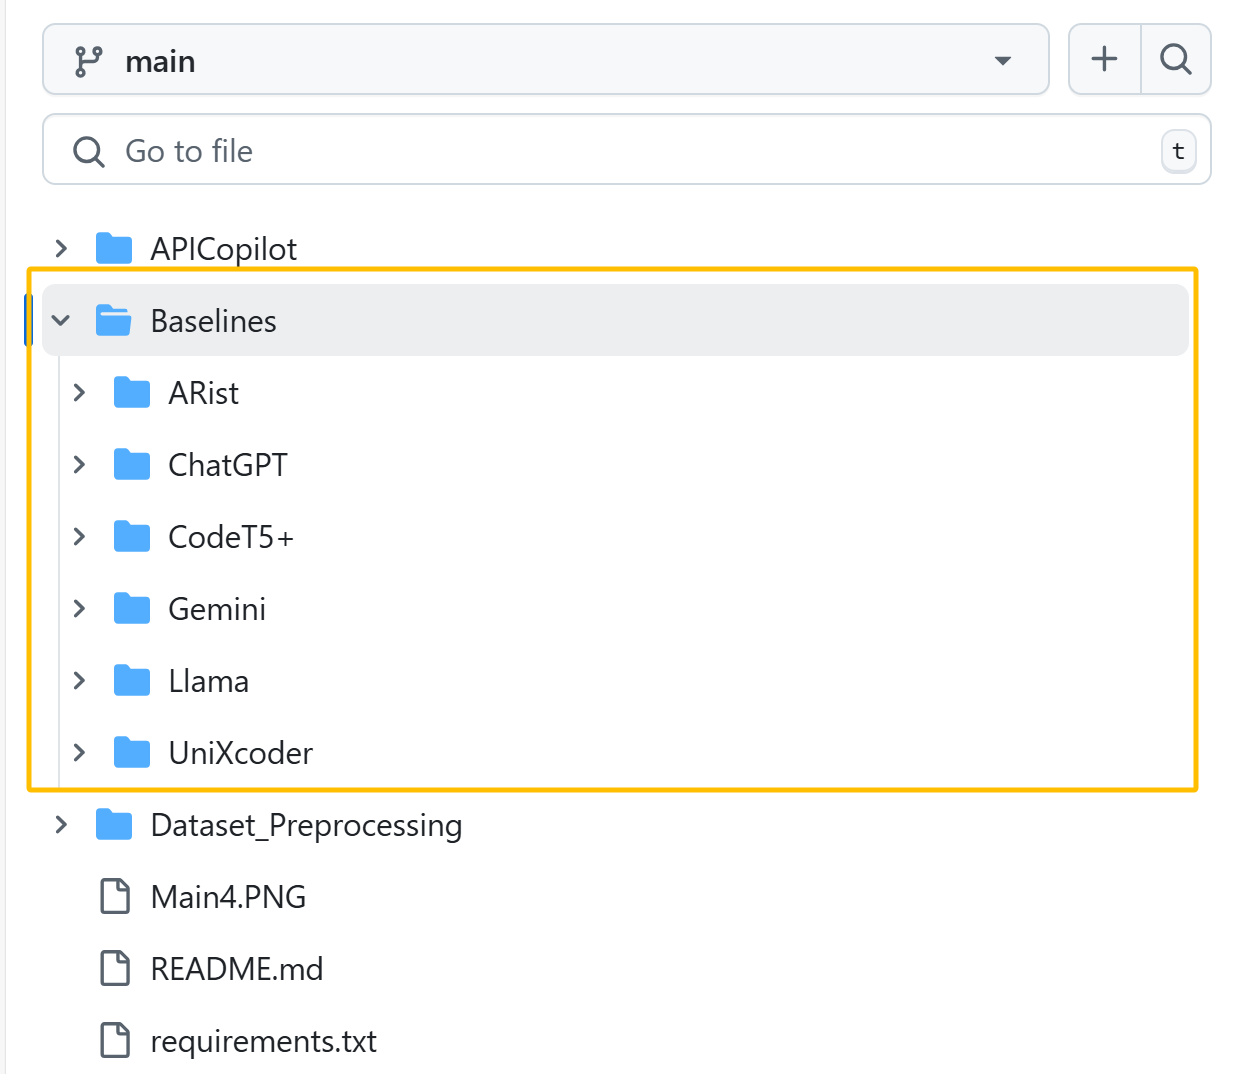 main
Go to file
t
APICopilot
Baselines
ARist
ChatGPT
CodeT5+
Gemini
Llama
UniXcoder
Dataset_Preprocessing
Main4.PNG
README.md
requirements.txt